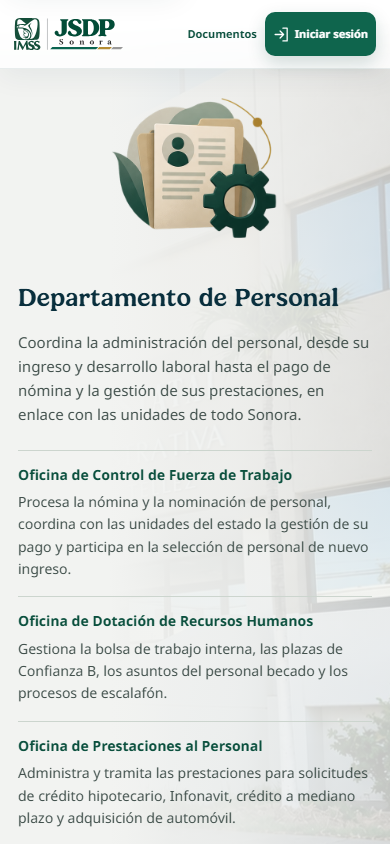 IMSS
JSDP
Sonora
Documentos
Iniciar sesión
Departamento de Personal
Coordina la administración del personal, desde su
ingreso y desarrollo laboral hasta el pago de
nómina y la gestión de sus prestaciones, en
enlace con las unidades de todo Sonora.
Oficina de Control de Fuerza de Trabajo
Procesa la nómina y la nominación de personal,
coordina con las unidades del estado la gestión de su
pago y participa en la selección de personal de nuevo
ingreso.
Oficina de Dotación de Recursos Humanos
Gestiona la bolsa de trabajo interna, las plazas de
Confianza B, los asuntos del personal becado y los
procesos de escalafón.
Oficina de Prestaciones al Personal
Administra y tramita las prestaciones para solicitudes
de crédito hipotecario, Infonavit, crédito a mediano
plazo y adquisición de automóvil.